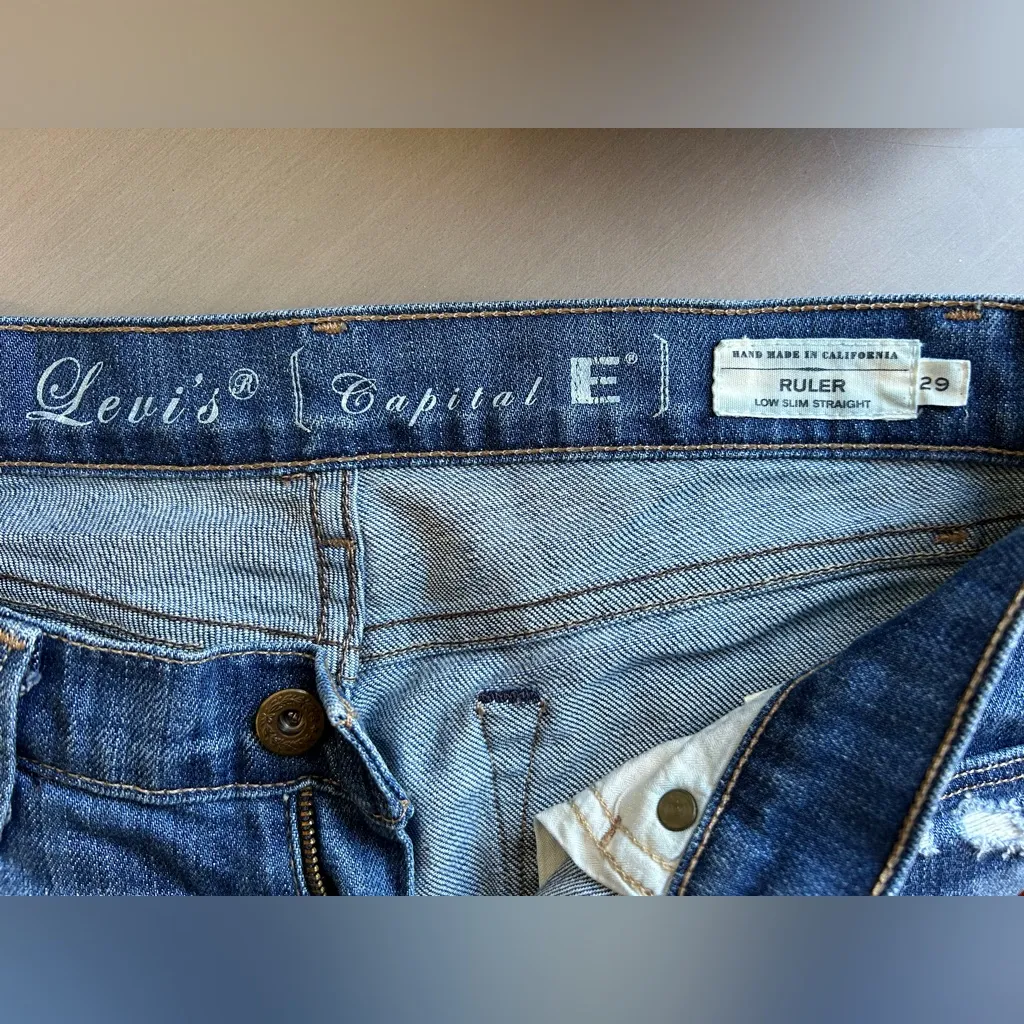 Levi's® [Capital E®]
HAND MADE IN CALIFORNIA
RULER
LOW SLIM STRAIGHT
29